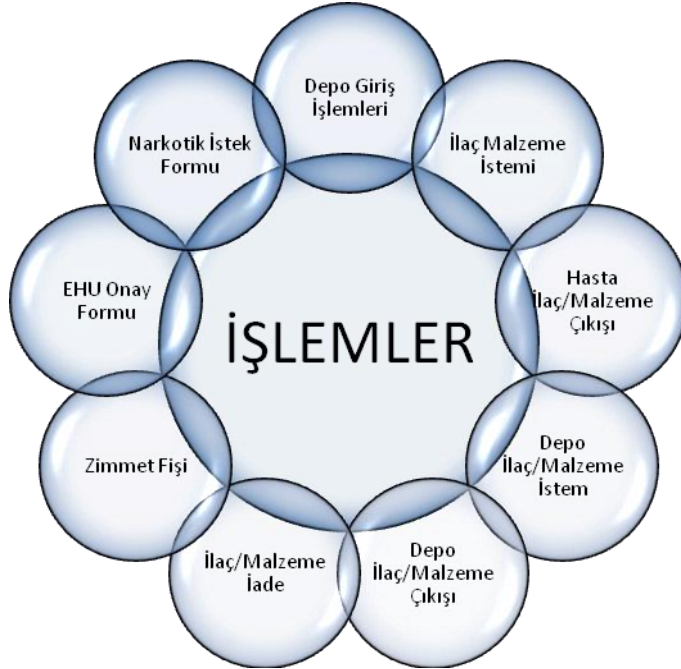 Depo Giriş
İşlemleri
İlaç Malzeme
İstemi
Hasta
İlaç/Malzeme
Çıkışı
Depo
İlaç/Malzeme
İstem
Depo
İlaç/Malzeme
Çıkışı
İlaç/Malzeme
İade
Zimmet Fişi
EHU Onay
Formu
Narkotik İstek
Formu
İŞLEMLER